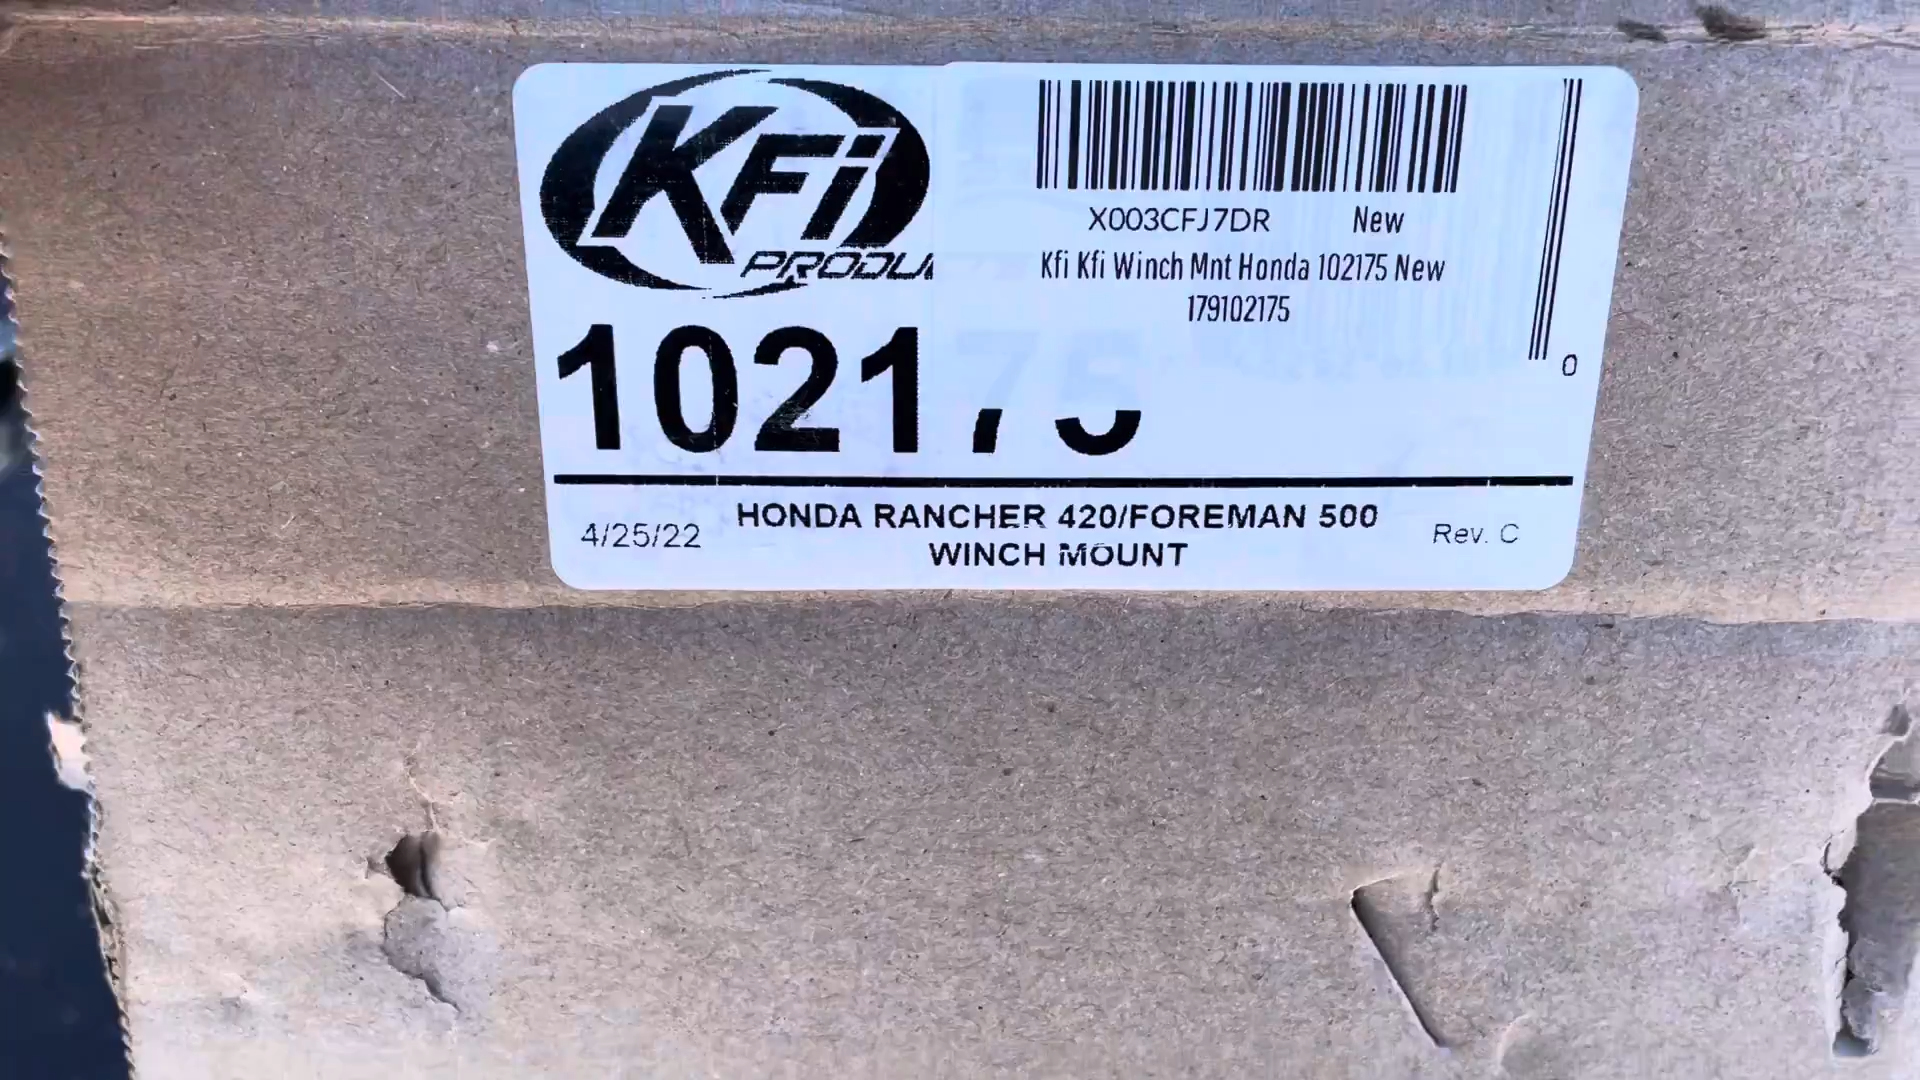 KFi
PRODU
X003CFJ7DR New
Kfi Kfi Winch Mnt Honda 102175 New
179102175
0
102175
4/25/22
HONDA RANCHER 420/FOREMAN 500
WINCH MOUNT
Rev. C